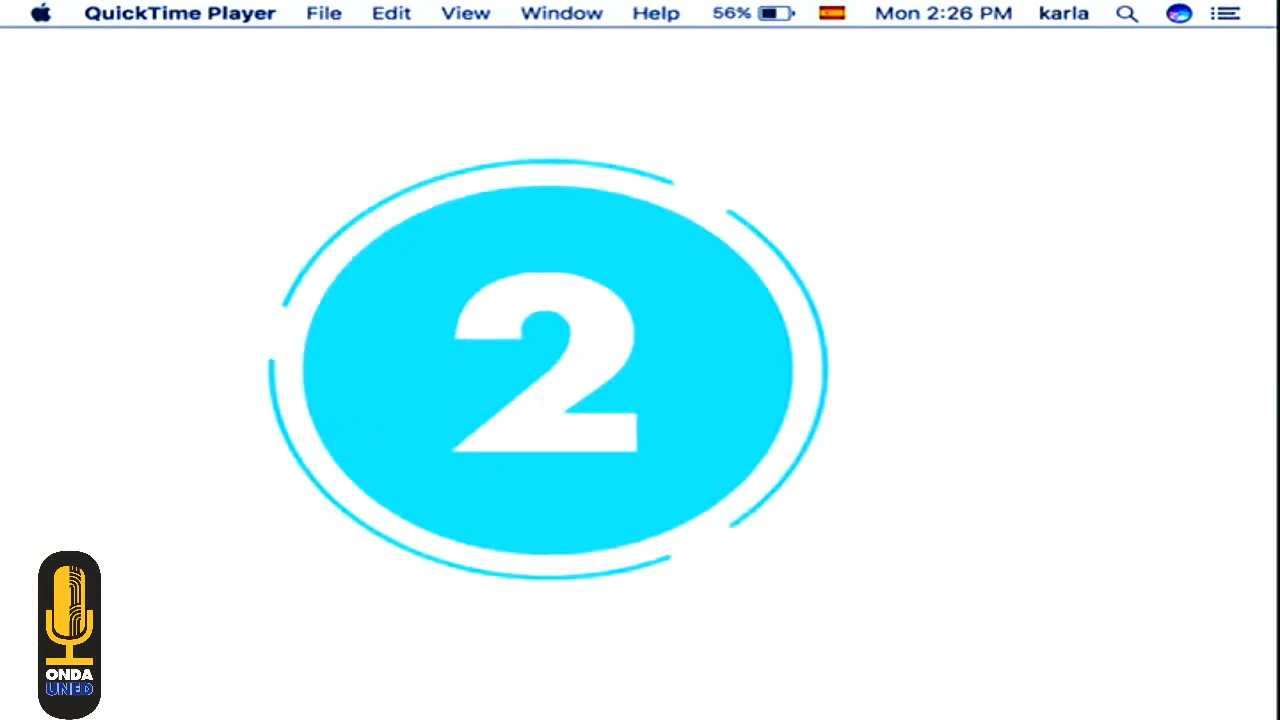 QuickTime Player File Edit View Window Help 56% Mon 2:26 PM karla
2
ONDA
UNED